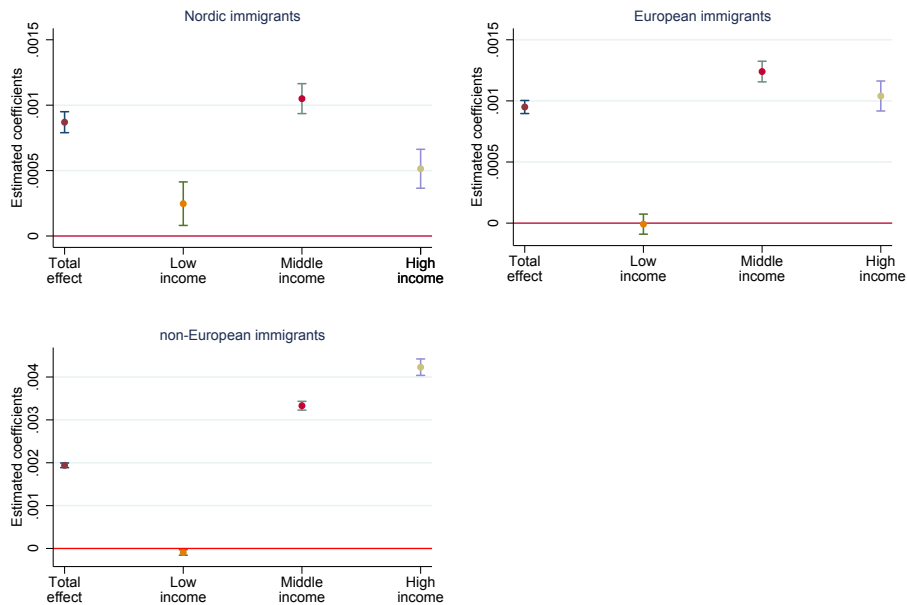 Nordic immigrants
Estimated coefficients
0
.0005
.001
.0015
Total
effect
Low
income
Middle
income
High
income
European immigrants
Estimated coefficients
0
.0005
.001
.0015
Total
effect
Low
income
Middle
income
High
income
non-European immigrants
Estimated coefficients
0
.001
.002
.003
.004
Total
effect
Low
income
Middle
income
High
income